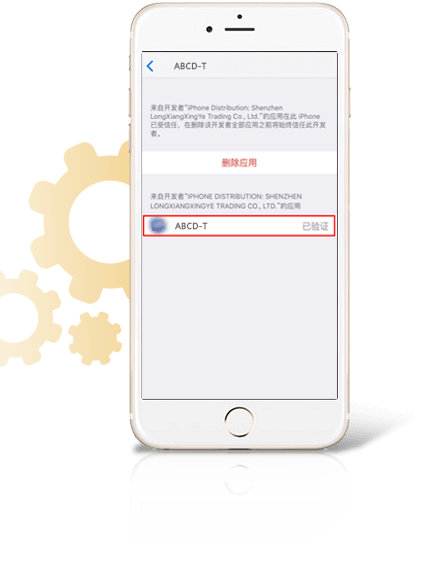 ABCD-T
来自开发者“iPhone Distribution: Shenzhen
LongXiangXingYe Trading Co., Ltd.”的应用在此 iPhone
已受信任，在删除该开发者全部应用之前将始终信任此开发
者。
删除应用
来自开发者“IPHONE DISTRIBUTION: SHENZHEN
LONGXIANGXINGYE TRADING CO., LTD.”的应用
ABCD-T 已验证